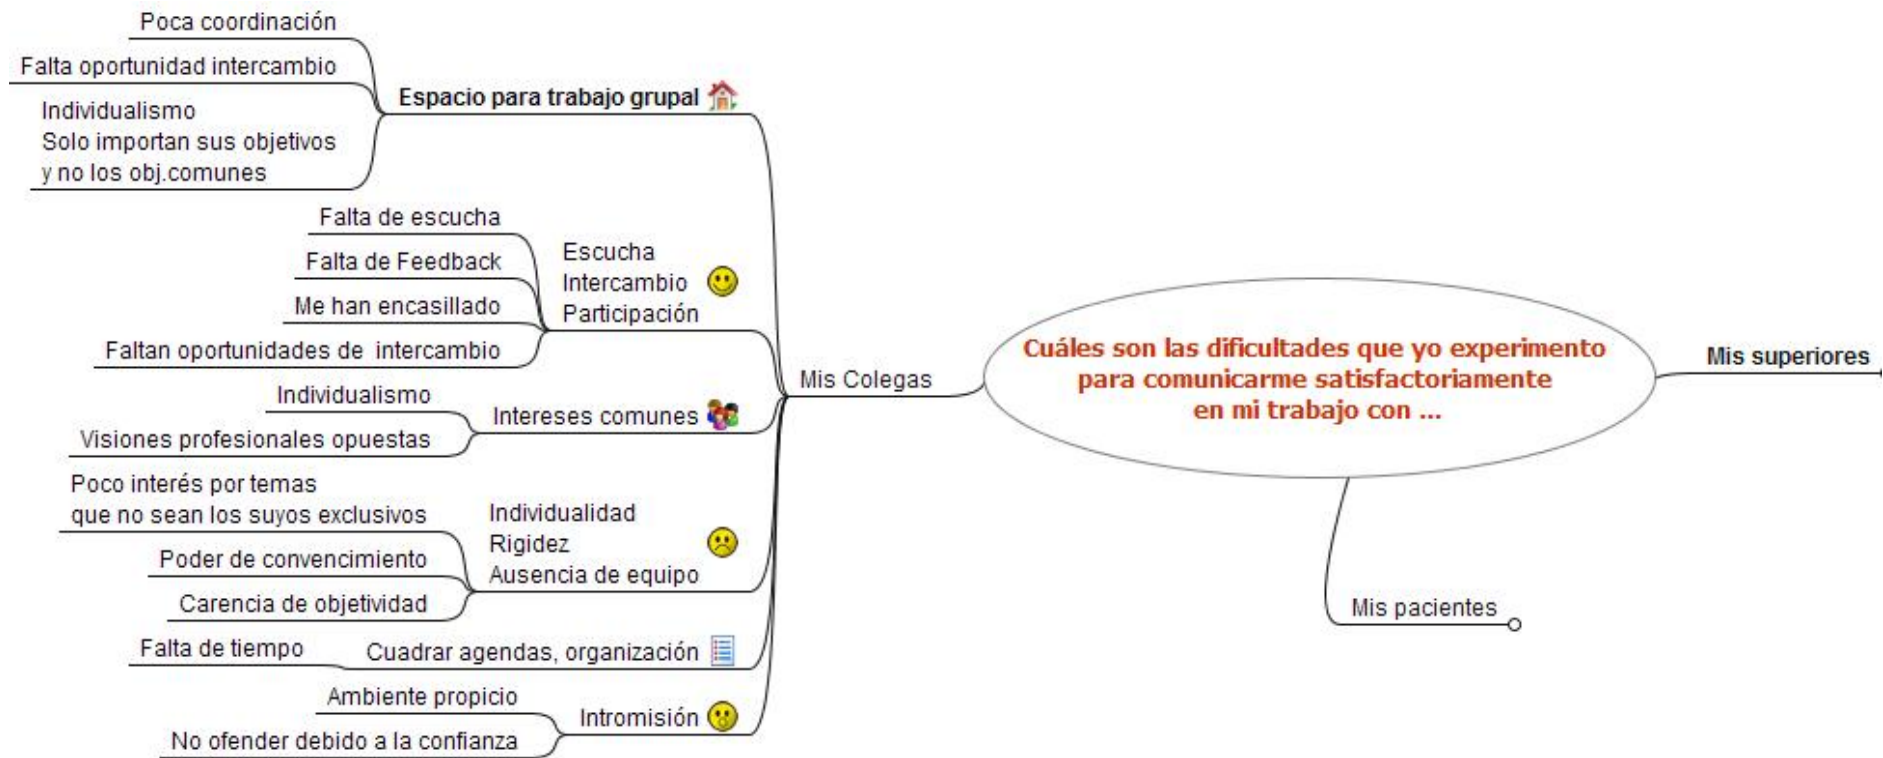 Poca coordinación
Falta oportunidad intercambio
Individualismo
Solo importan sus objetivos
y no los obj.comunes
Espacio para trabajo grupal
Falta de escucha
Falta de Feedback
Me han encasillado
Faltan oportunidades de intercambio
Escucha
Intercambio
Participación
Individualismo
Visiones profesionales opuestas
Intereses comunes
Poco interés por temas
que no sean los suyos exclusivos
Poder de convencimiento
Carencia de objetividad
Individualidad
Rigidez
Ausencia de equipo
Falta de tiempo
Cuadrar agendas, organización
Ambiente propicio
No ofender debido a la confianza
Intromisión
Mis Colegas
Cuáles son las dificultades que yo experimento
para comunicarme satisfactoriamente
en mi trabajo con ...
Mis superiores
Mis pacientes